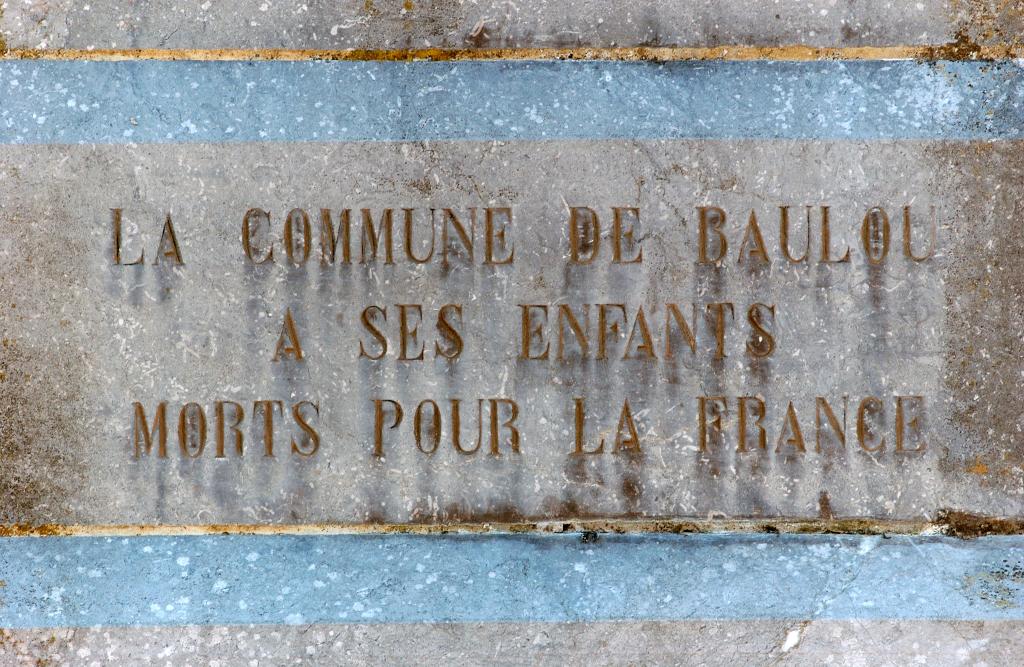 LA COMMUNE DE BAULOU
A SES ENFANTS
MORTS POUR LA FRANCE